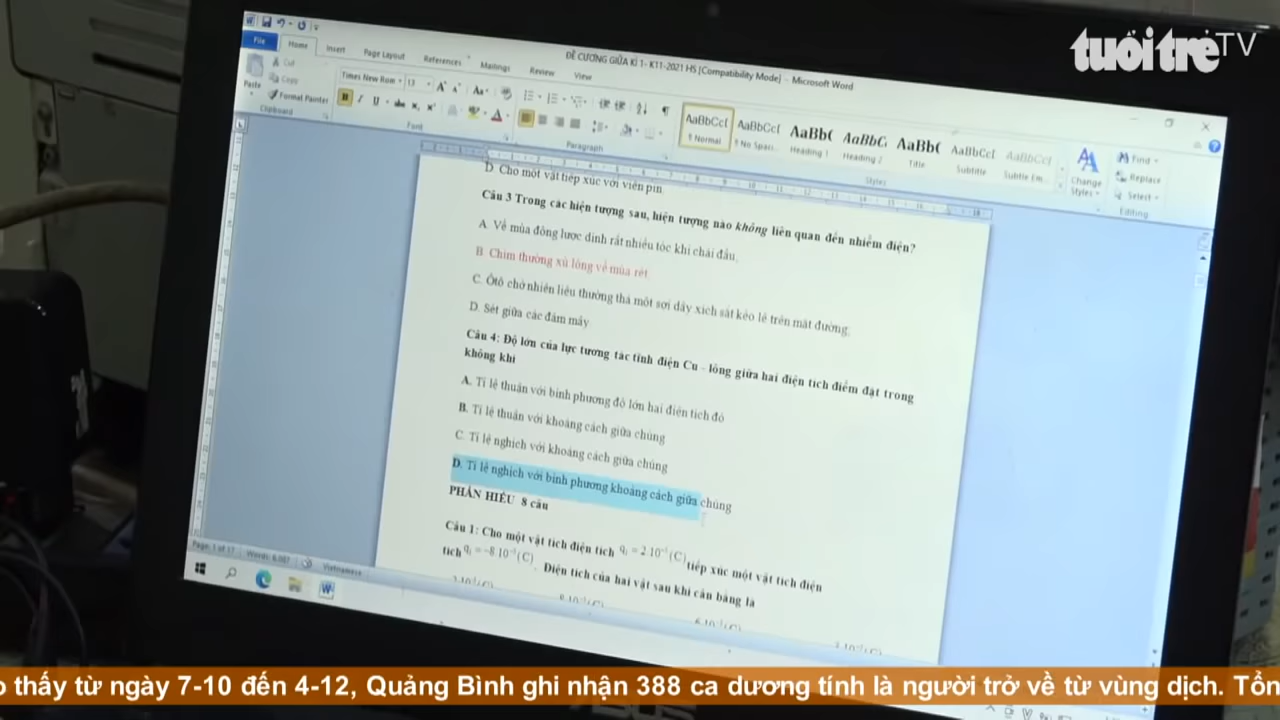 tuổi trẻ TV
ĐỀ CƯƠNG GIỮA KÌ 1- K11-2021 HS [Compatibility Mode] - Microsoft Word
File Home Insert Page Layout References Mailings Review View
Paste
Cut
Copy
Format Painter
Clipboard
Times New Rom 13
Font
Paragraph
AaBbCcI AaBbCcI AaBb( AaBbC AaBb( AaBbCcI AaBbCcI
¶ Normal ¶ No Spaci... Heading 1 Heading 2 Title Subtitle Subtle Em...
Styles
Change Styles
Find
Replace
Select
Editing
D. Cho một vật tiếp xúc với viên pin.
Câu 3 Trong các hiện tượng sau, hiện tượng nào không liên quan đến nhiễm điện?
A. Về mùa đông lược dính rất nhiều tóc khi chải đầu.
B. Chim thường xù lông về mùa rét.
C. Ôtô chở nhiên liệu thường thả một sợi dây xích sắt kéo lê trên mặt đường.
D. Sét giữa các đám mây
Câu 4: Độ lớn của lực tương tác tĩnh điện Cu - lông giữa hai điện tích điểm đặt trong
không khí
A. Tỉ lệ thuận với bình phương độ lớn hai điện tích đó
B. Tỉ lệ thuận với khoảng cách giữa chúng
C. Tỉ lệ nghịch với khoảng cách giữa chúng
D. Tỉ lệ nghịch với bình phương khoảng cách giữa chúng
PHẦN HIỂU 8 câu
Câu 1: Cho một vật tích điện tích tiếp xúc một vật tích điện
tích . Điện tích của hai vật sau khi cân bằng là
Page: 1 of 17 Words: 6.087 Vietnamese
thấy từ ngày 7-10 đến 4-12, Quảng Bình ghi nhận 388 ca dương tính là người trở về từ vùng dịch. Tổn